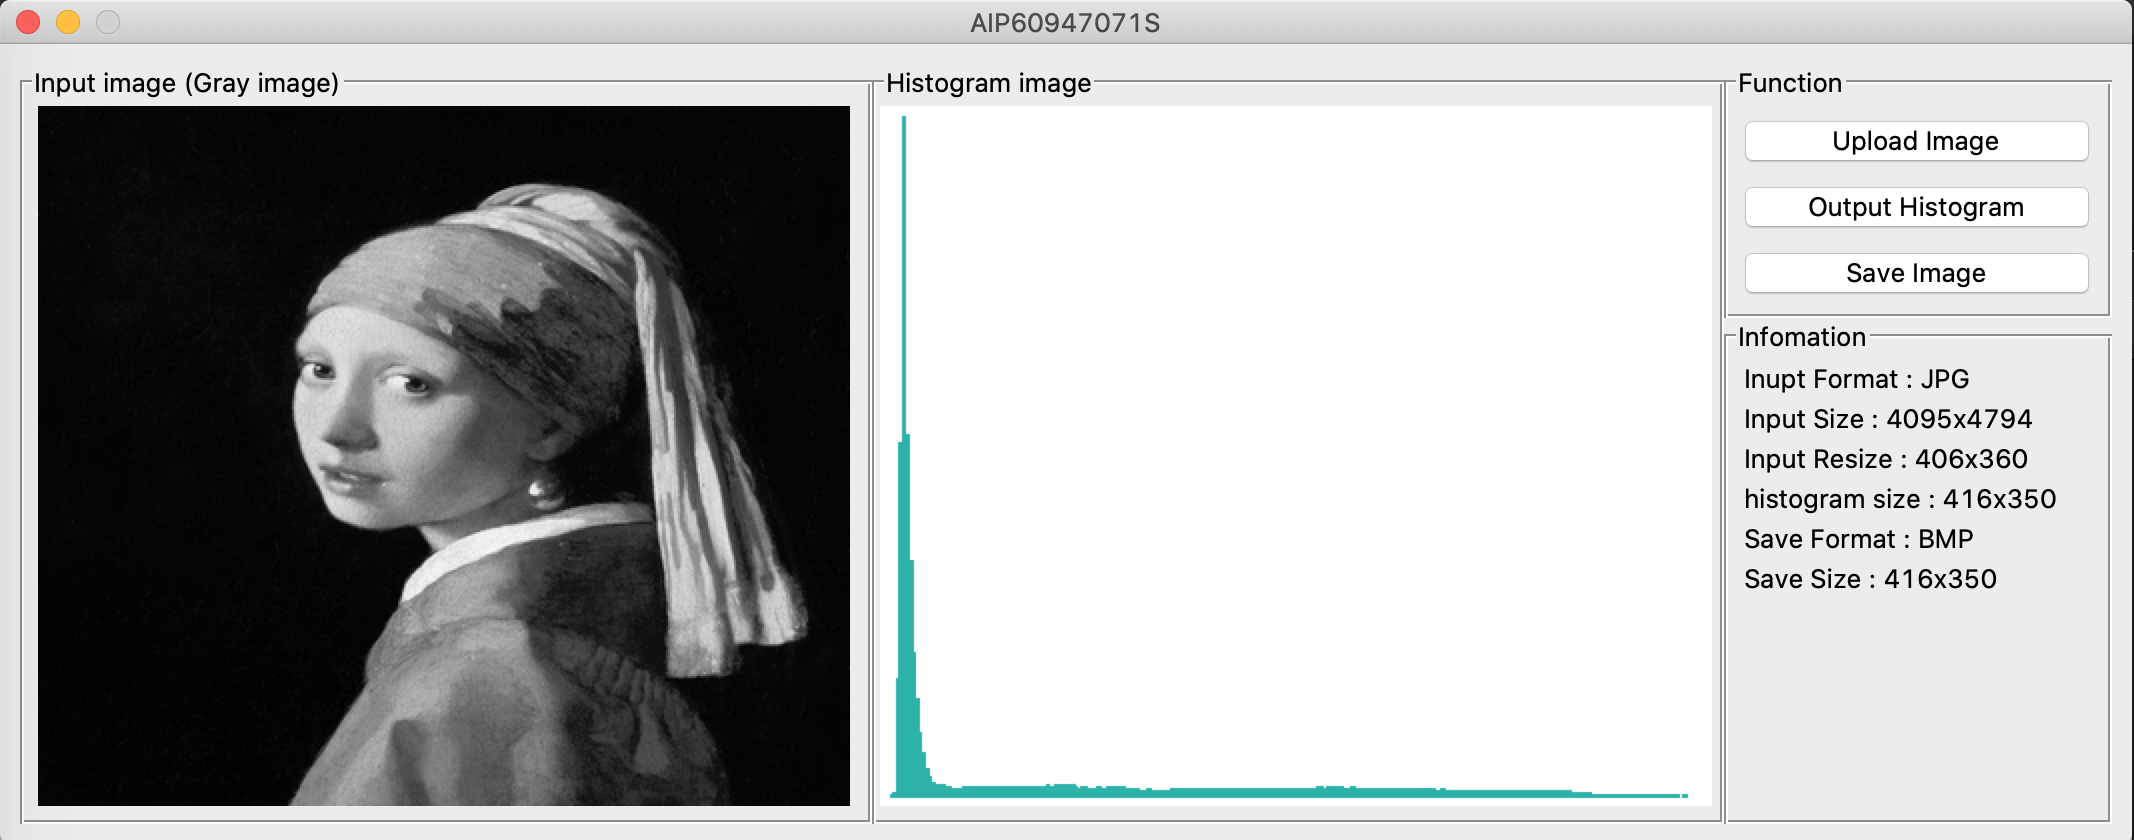 AIP60947071S
Input image (Gray image)
Histogram image
Function
Upload Image
Output Histogram
Save Image
Infomation
Inupt Format : JPG
Input Size : 4095x4794
Input Resize : 406x360
histogram size : 416x350
Save Format : BMP
Save Size : 416x350